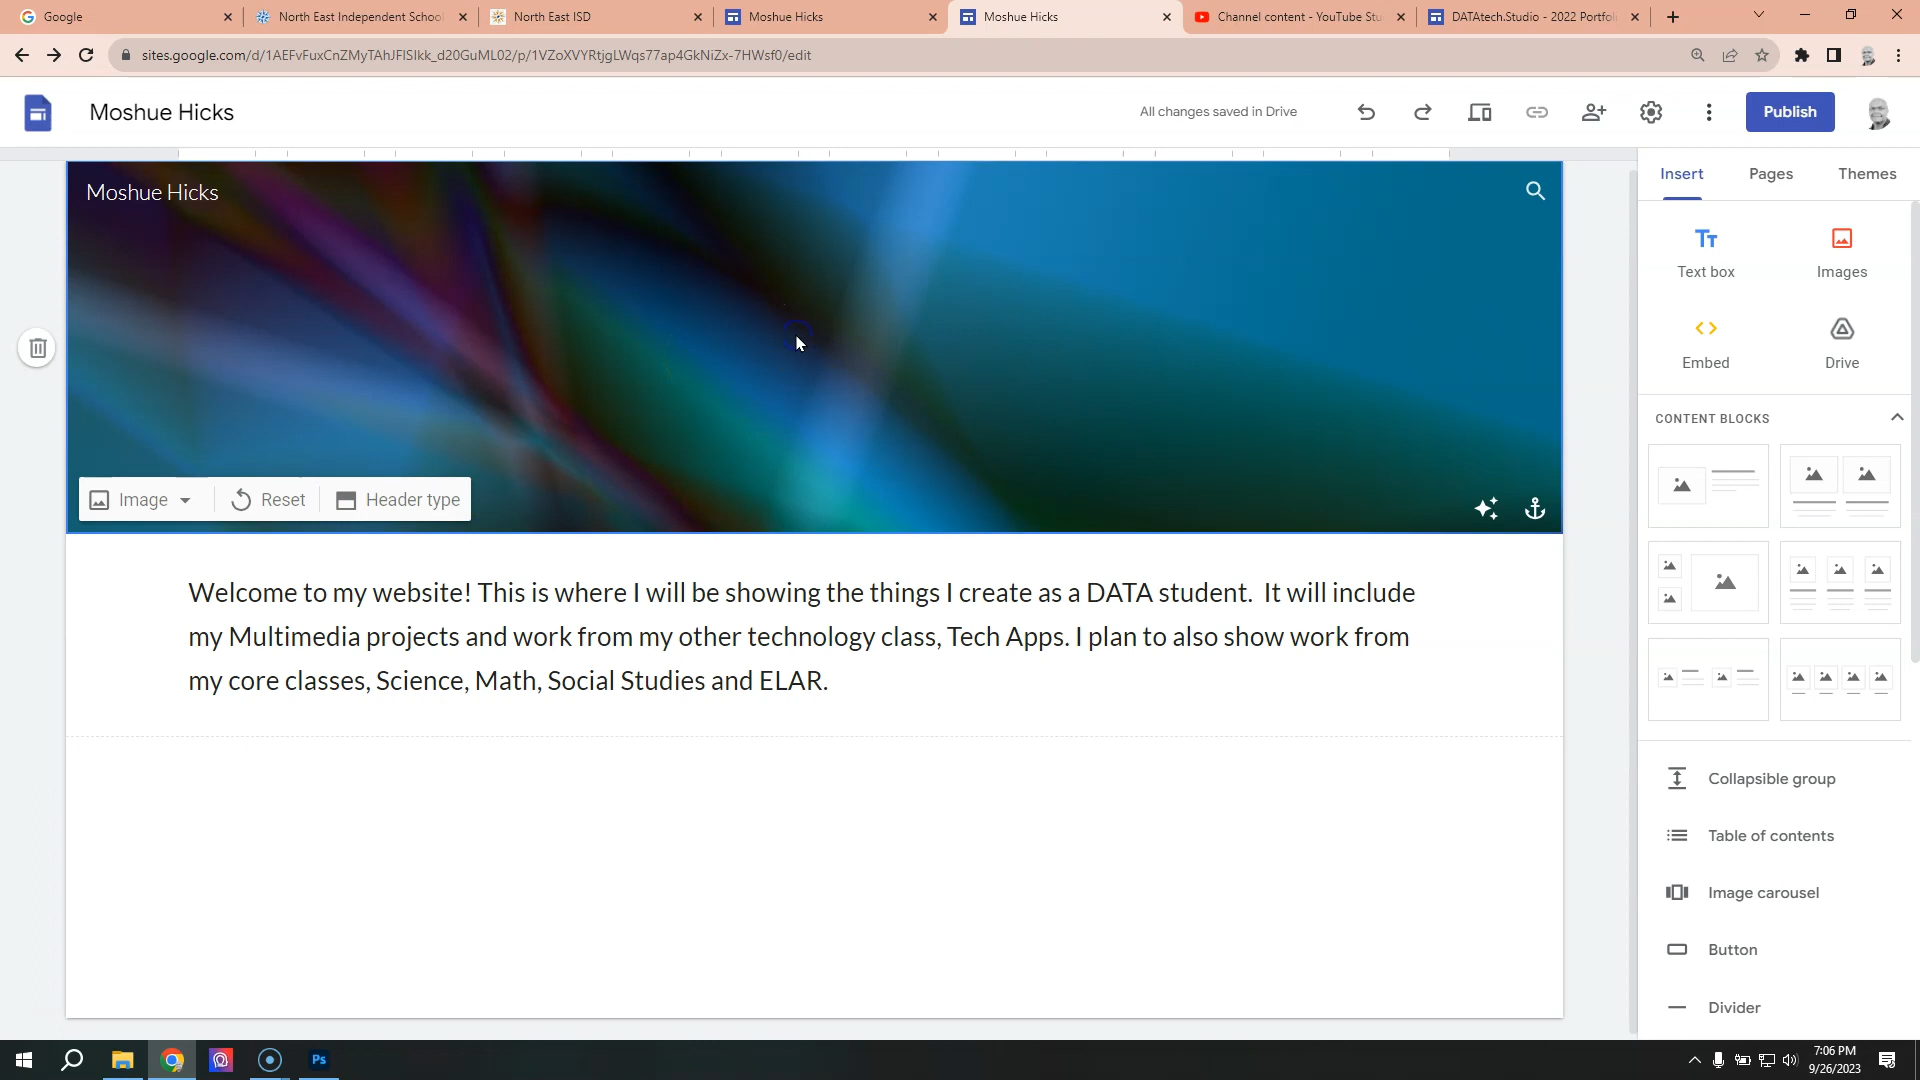 Google
North East Independent School
North East ISD
Moshue Hicks
Moshue Hicks
Channel content - YouTube Stu
DATAtech.Studio - 2022 Portfoli
sites.google.com/d/1AEFvFuxCnZMyTAhJFISIkk_d20GuML02/p/1VZoXVYRtjgLWqs77ap4GkNiZx-7HWsf0/edit
Moshue Hicks
All changes saved in Drive
Publish
Insert
Pages
Themes
Moshue Hicks
Tт
Text box
Images
Embed
Drive
CONTENT BLOCKS
Image
Reset
Header type
Welcome to my website! This is where I will be showing the things I create as a DATA student.  It will include
my Multimedia projects and work from my other technology class, Tech Apps. I plan to also show work from
my core classes, Science, Math, Social Studies and ELAR.
Collapsible group
Table of contents
Image carousel
Button
Divider
Ps
7:06 PM
9/26/2023